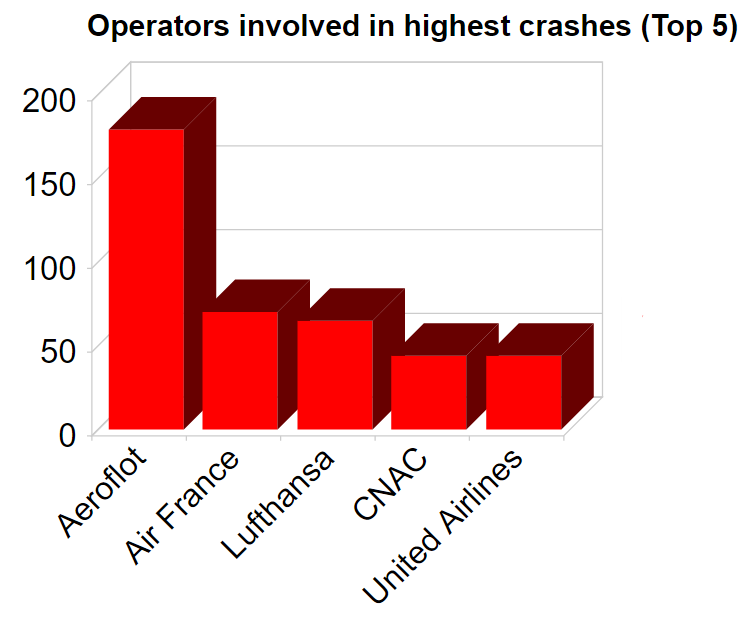 Operators involved in highest crashes (Top 5)
200
150
100
50
0
Aeroflot
Air France
Lufthansa
CNAC
United Airlines